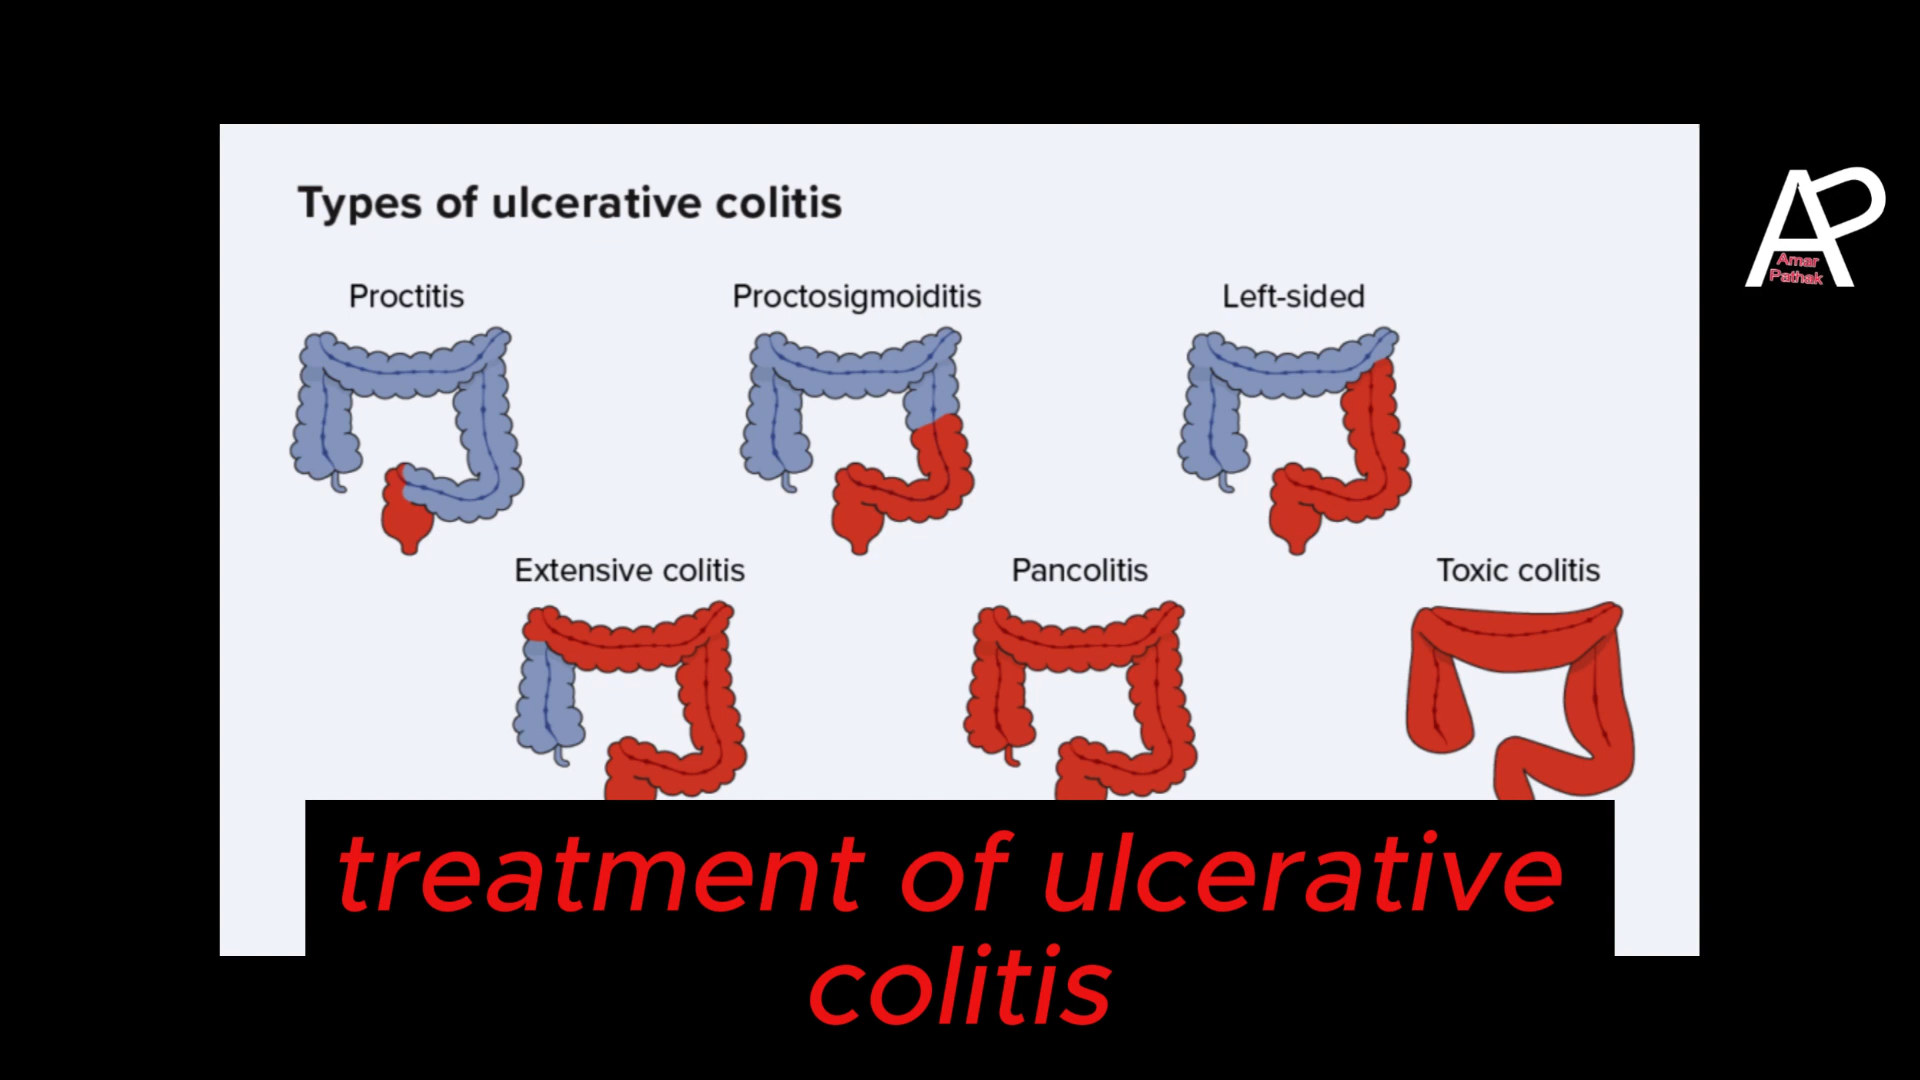 Types of ulcerative colitis
Proctitis
Proctosigmoiditis
Left-sided
Extensive colitis
Pancolitis
Toxic colitis
AP
Amar
Pathak
treatment of ulcerative
colitis